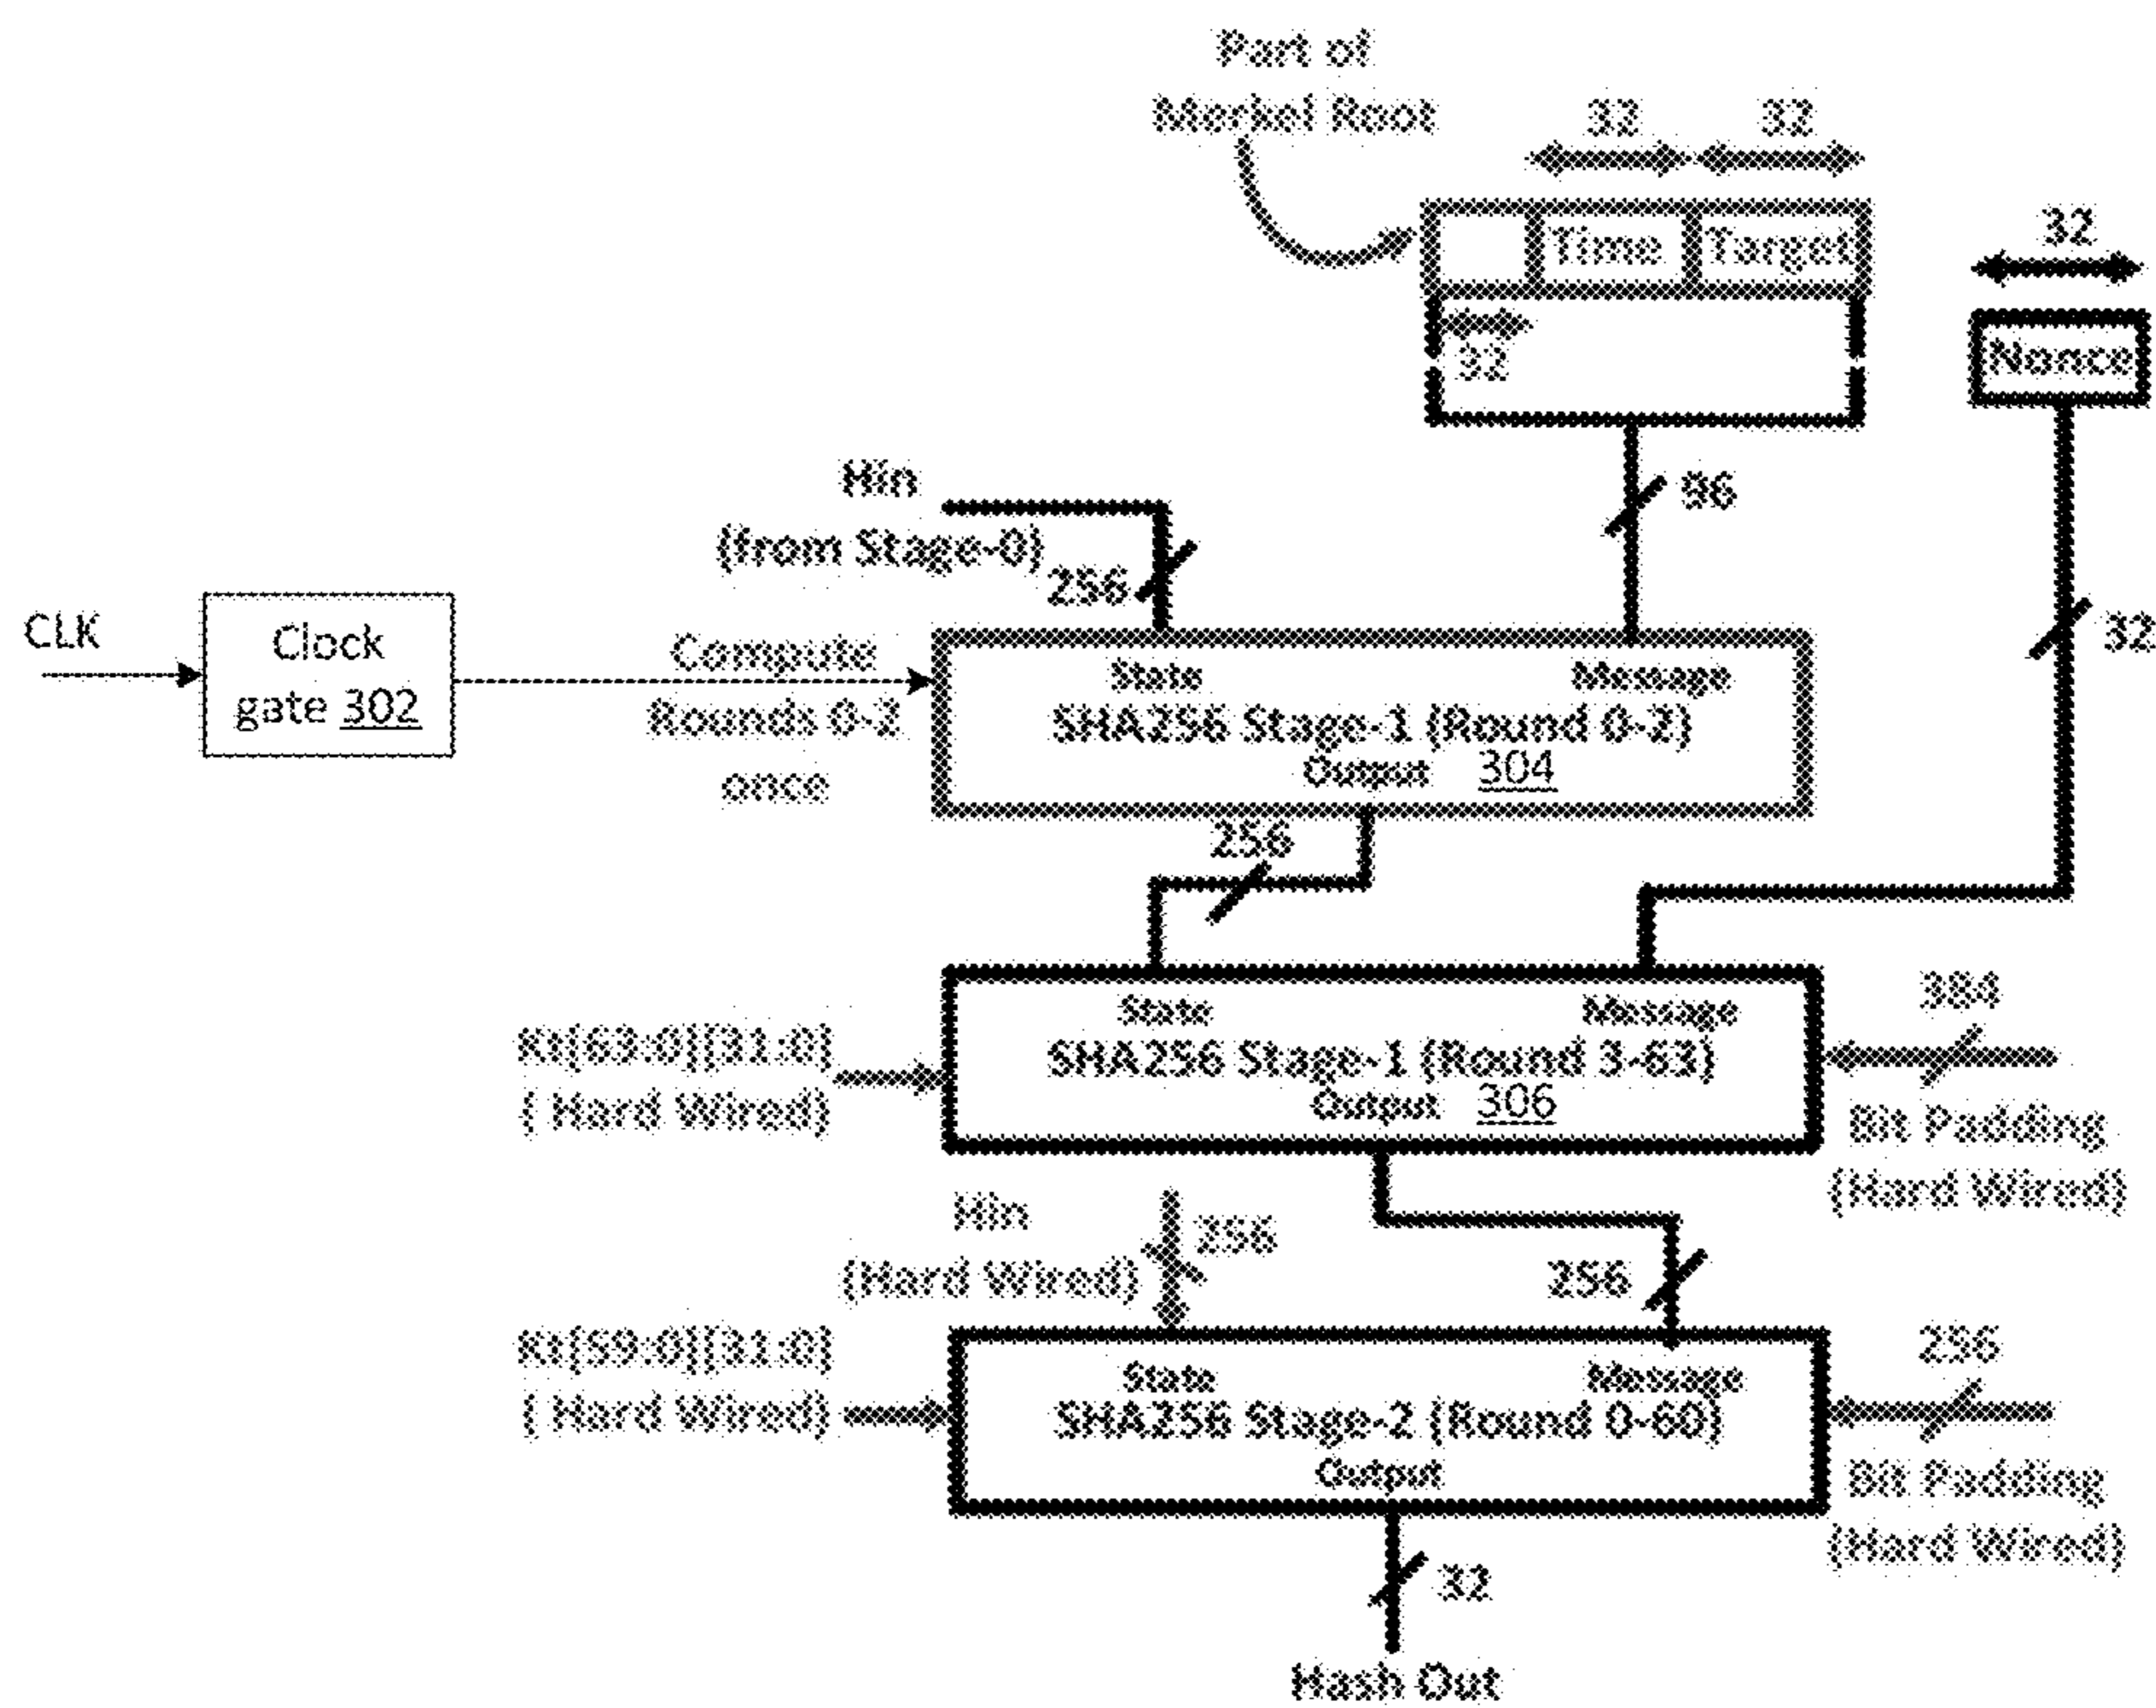 Part of
Merkel Root
32
32
Time
Target
32
32
Nonce
Hin
(from Stage-0)
256
96
32
CLK
Clock
gate 302
Compute
Rounds 0-2
once
State
Message
SHA256 Stage-1 (Round 0-2)
Output 304
256
State
Message
SHA256 Stage-1 (Round 3-63)
Output 306
Kt[63:0][31:0]
( Hard Wired)
384
Bit Padding
(Hard Wired)
Hin
(Hard Wired)
256
256
Kt[59:0][31:0]
( Hard Wired)
State
Message
SHA256 Stage-2 (Round 0-60)
Output
256
Bit Padding
(Hard Wired)
32
Hash Out